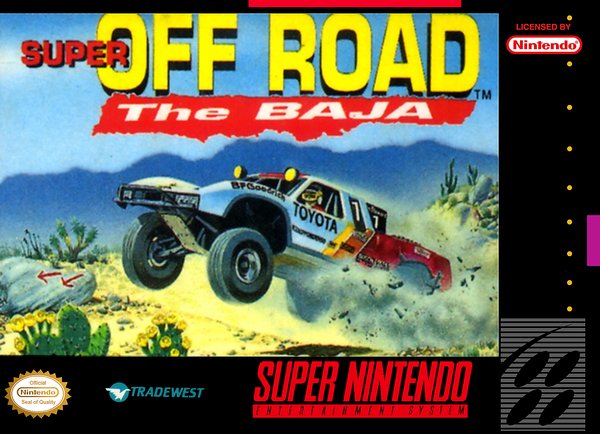 SUPER OFF ROAD TM
The BAJA
LICENSED BY
Nintendo
BFGoodrich
TOYOTA
1
Official
Nintendo
Seal of Quality
TRADEWEST
SUPER NINTENDO
ENTERTAINMENT SYSTEM